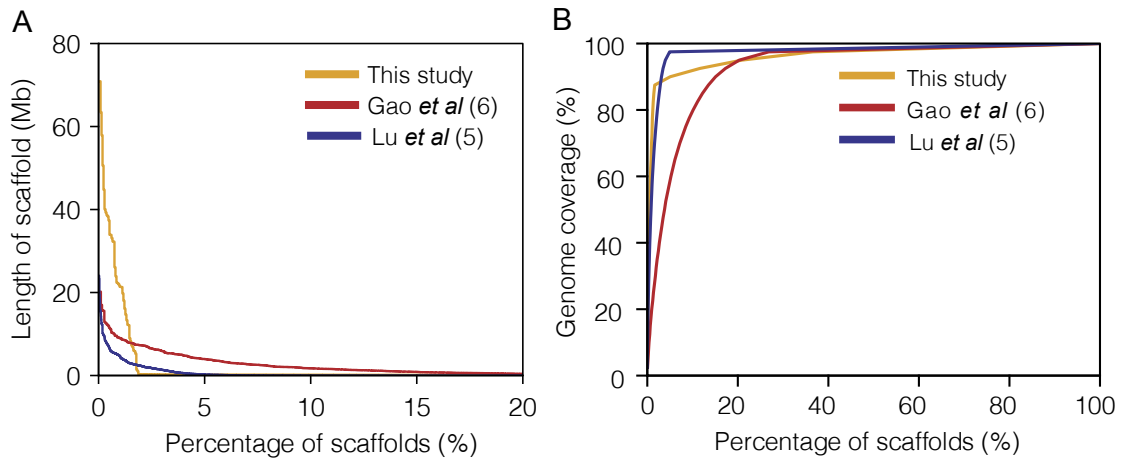 A
Length of scaffold (Mb)
80
60
40
20
0
This study
Gao et al (6)
Lu et al (5)
0 5 10 15 20
Percentage of scaffolds (%)
B
Genome coverage (%)
100
80
60
40
20
0
This study
Gao et al (6)
Lu et al (5)
0 20 40 60 80 100
Percentage of scaffolds (%)